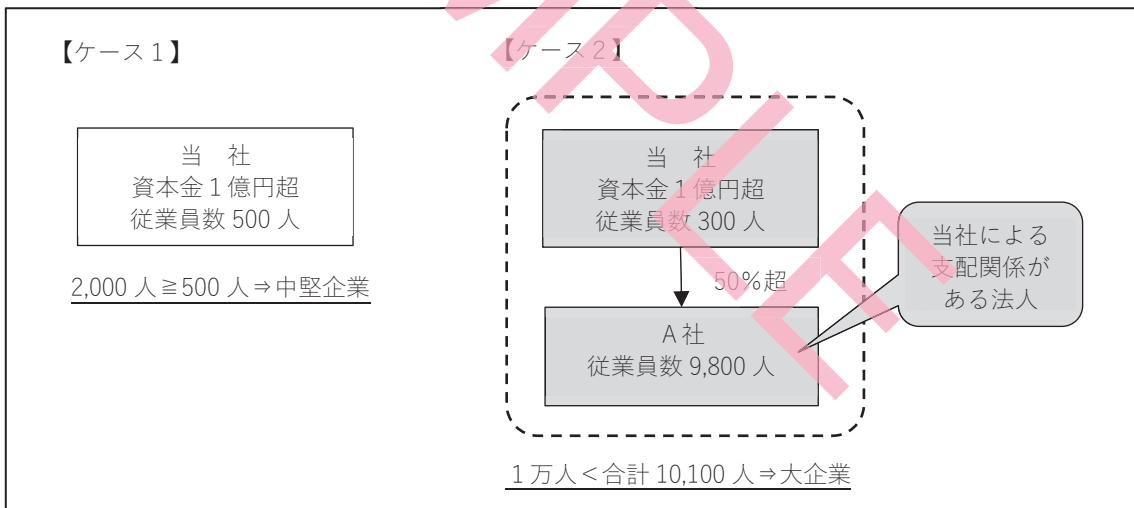 【ケース1】
当 社
資本金1億円超
従業員数 500 人
2,000 人≧500 人⇒中堅企業
【ケース2】
当 社
資本金1億円超
従業員数 300 人
50%超
A社
従業員数 9,800 人
当社による
支配関係が
ある法人
1万人<合計 10,100 人⇒大企業
MPLE